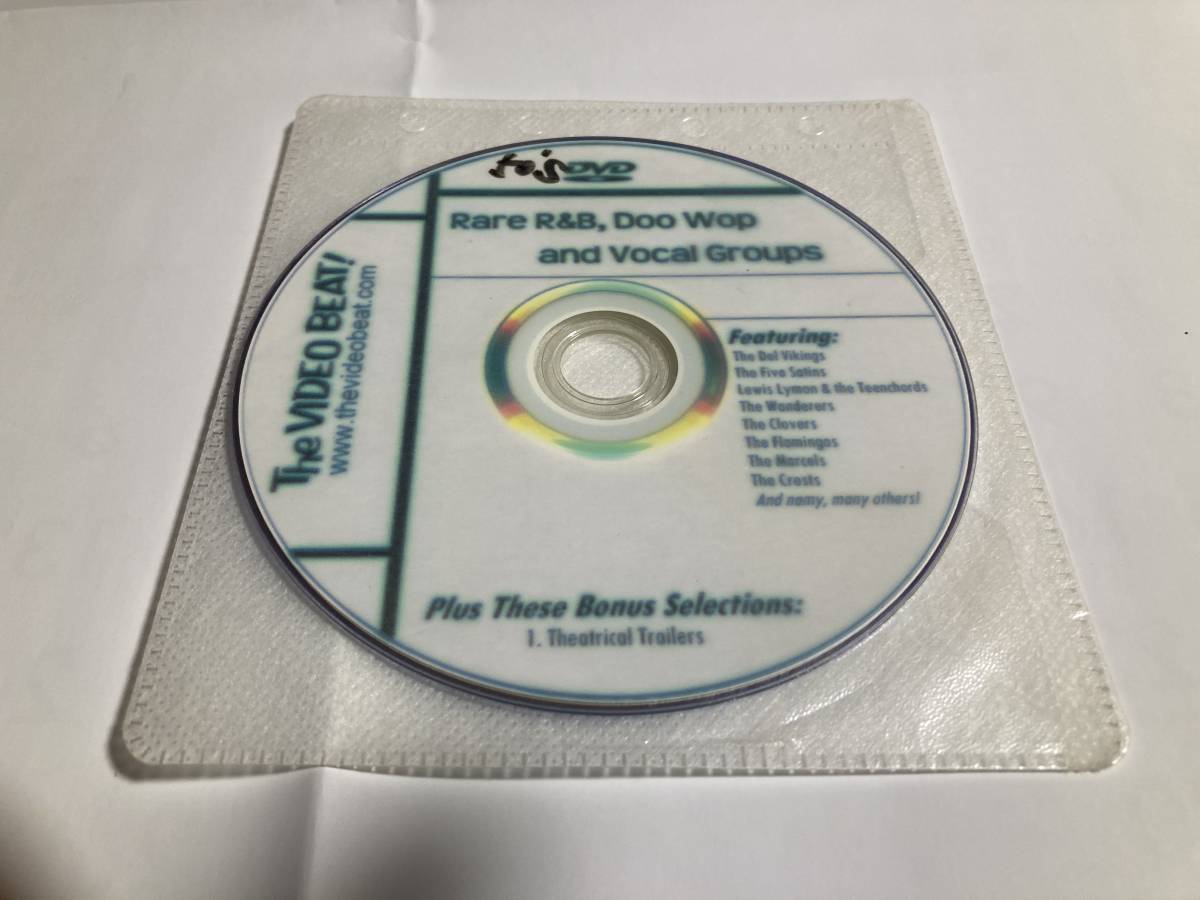 DVD
Rare R&B, Doo Wop
and Vocal Groups
The VIDEO BEAT!
www.thevideobeat.com
Featuring:
The Del Vikings
The Five Satins
Lewis Lymon & the Teenchords
The Wanderers
The Clovers
The Flamingos
The Marcels
The Crests
And namy, many others!
Plus These Bonus Selections:
1. Theatrical Trailers